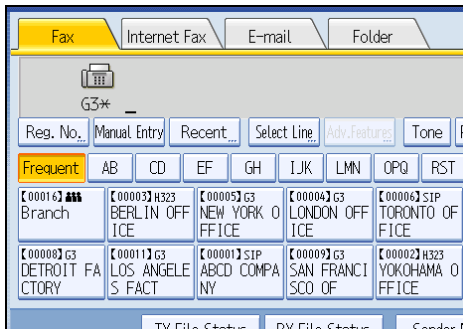 Fax Internet Fax E-mail Folder
G3* _
Reg. No. Manual Entry Recent Select Line Adv.Features Tone
Frequent AB CD EF GH IJK LMN OPQ RST
【00016】 【00003】H323 【00005】G3 【00004】G3 【00006】SIP
Branch BERLIN OFF NEW YORK O LONDON OFF TORONTO OF
ICE FFICE ICE FICE
【00008】G3 【00011】G3 【00001】SIP 【00009】G3 【00002】H323
DETROIT FA LOS ANGELE ABCD COMPA SAN FRANCI YOKOHAMA O
CTORY S FACT NY SCO OF FFICE
TX File Status RX File Status Sender